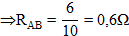 ⇒R_AB = 6/10 = 0,6Ω